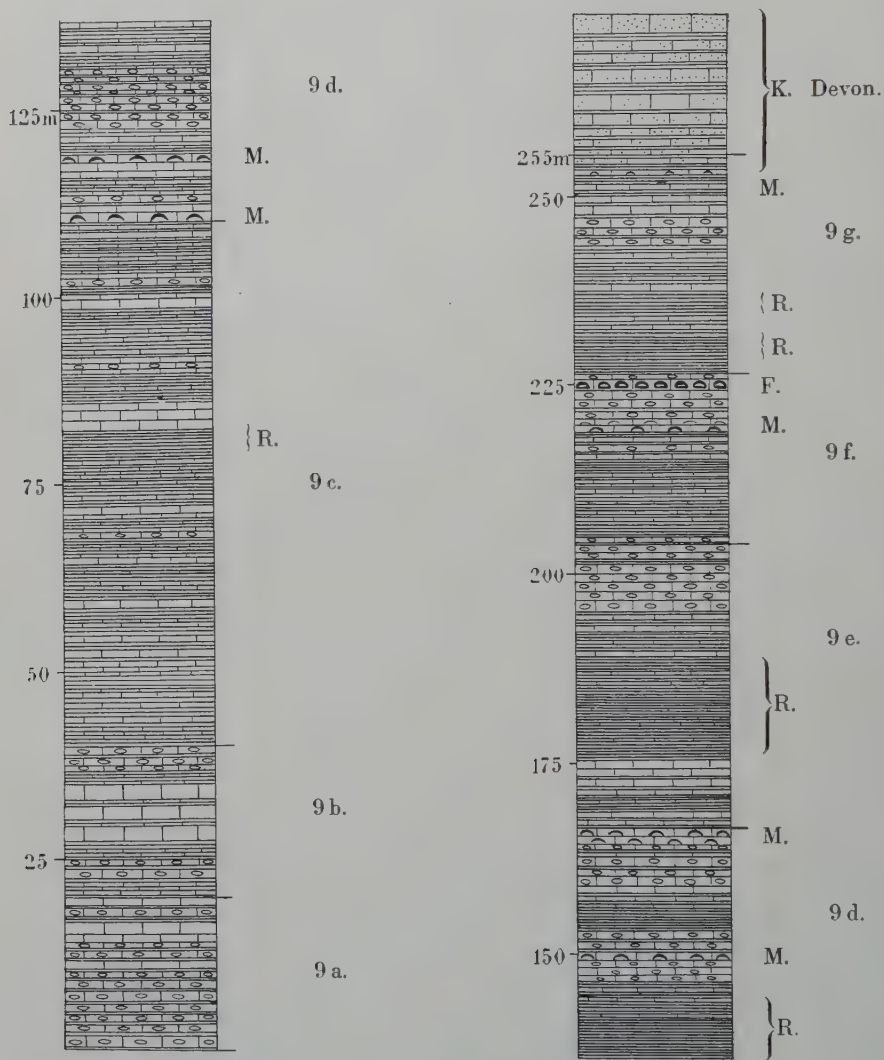 9 d.
125m
M.
M.
100
R.
75
9 c.
50
9 b.
25
9 a.
K. Devon.
255m
M.
250
9 g.
R.
R.
225
F.
M.
9 f.
200
9 e.
R.
175
M.
9 d.
150
M.
R.